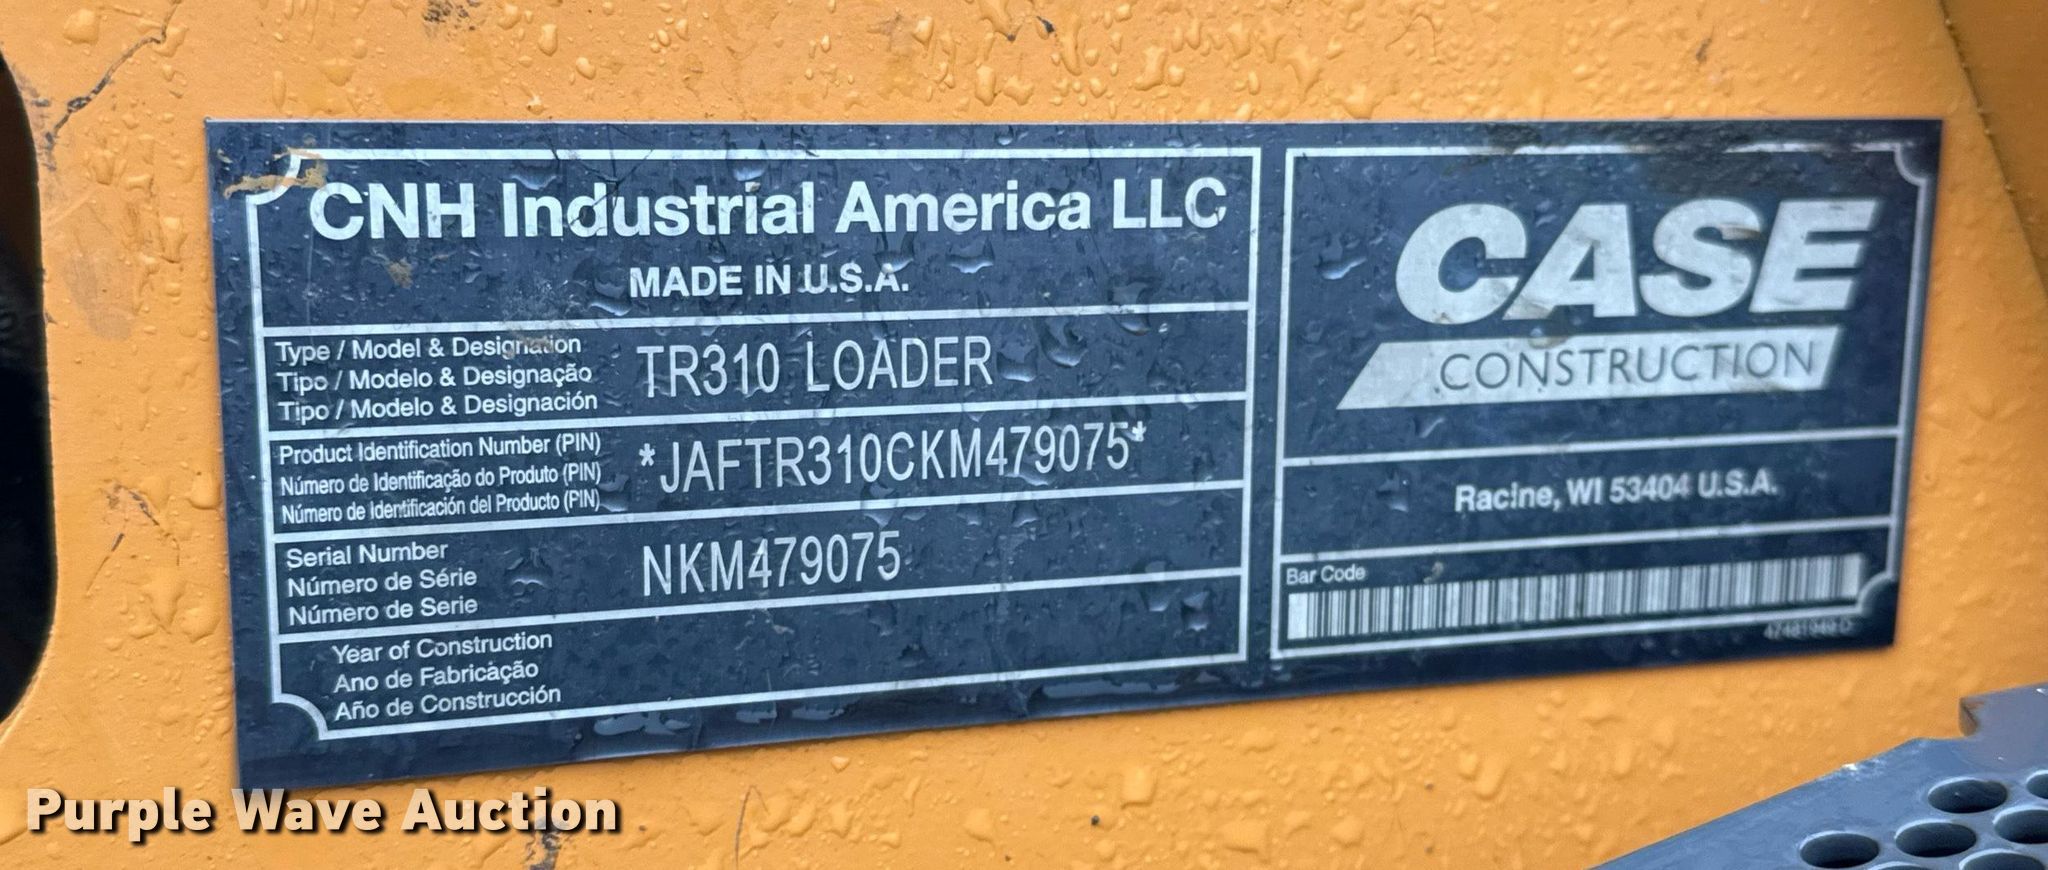 CNH Industrial America LLC
MADE IN U.S.A.
Type / Model & Designation
Tipo / Modelo & Designação
Tipo / Modelo & Designación
TR310 LOADER
Product Identification Number (PIN)
Número de Identificação do Produto (PIN)
Número de Identificación del Producto (PIN)
*JAFTR310CKM479075*
Serial Number
Número de Série
Número de Serie
NKM479075
Year of Construction
Ano de Fabricação
Año de Construcción
CASE
CONSTRUCTION
Racine, WI 53404 U.S.A.
Bar Code
Purple Wave Auction